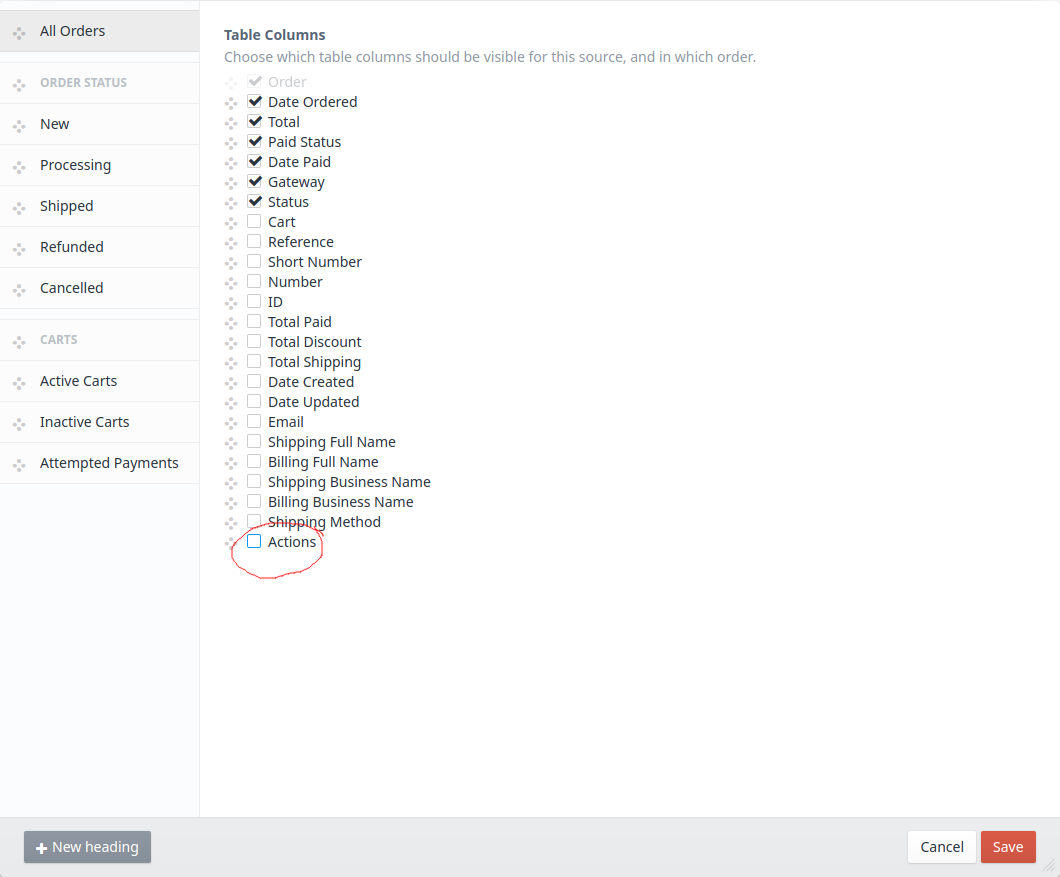 All Orders
ORDER STATUS
New
Processing
Shipped
Refunded
Cancelled
CARTS
Active Carts
Inactive Carts
Attempted Payments
Table Columns
Choose which table columns should be visible for this source, and in which order.
Order
Date Ordered
Total
Paid Status
Date Paid
Gateway
Status
Cart
Reference
Short Number
Number
ID
Total Paid
Total Discount
Total Shipping
Date Created
Date Updated
Email
Shipping Full Name
Billing Full Name
Shipping Business Name
Billing Business Name
Shipping Method
Actions
New heading
Cancel
Save